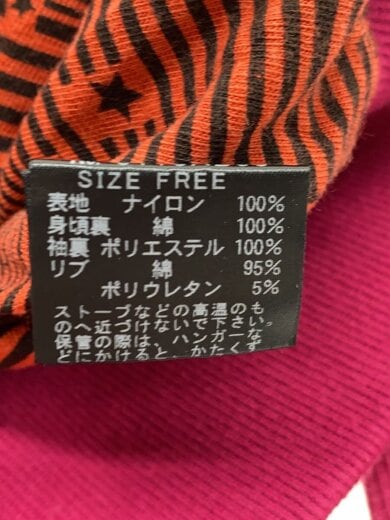 SIZE FREE
表地 ナイロン 100%
身頃裏 綿 100%
袖裏 ポリエステル 100%
リブ 綿 95%
ポリウレタン 5%
ストーブなどの高温のも
のへ近づけないで下さい。
保管の際は、ハンガーな
どにかけると、かたくず